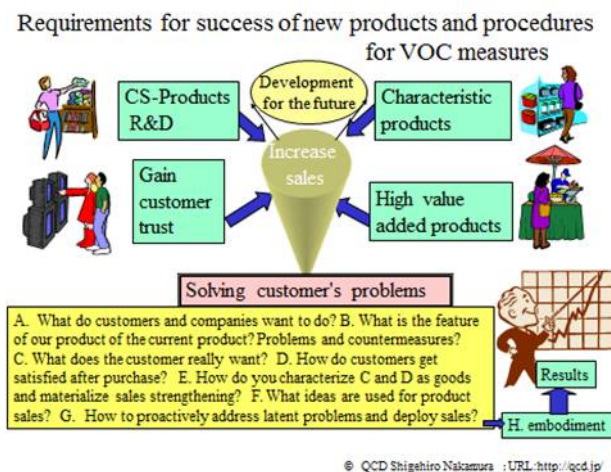 Requirements for success of new products and procedures
for VOC measures
Development
for the future
CS-Products
R&D
Characteristic
products
Increase
sales
Gain
customer
trust
High value
added products
Solving customer's problems
A. What do customers and companies want to do? B. What is the feature
of our product of the current product? Problems and countermeasures?
C. What does the customer really want? D. How do customers get
satisfied after purchase? E. How do you characterize C and D as goods
and materialize sales strengthening? F. What ideas are used for product
sales? G. How to proactively address latent problems and deploy sales?
Results
H. embodiment
© QCD Shigehiro Nakamura :URL:http://qcd.jp/